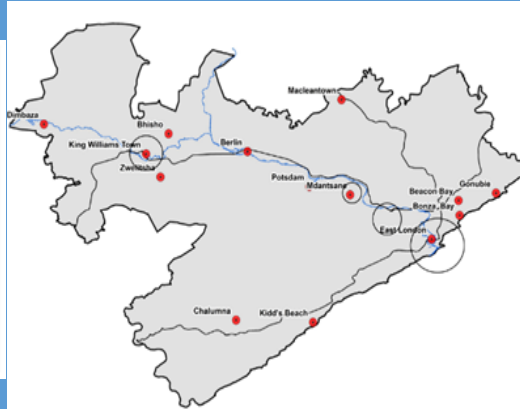 Macleantown
Dimbaza
Bhisho
King Williams Town
Berlin
Zwelitsha
Potsdam
Mdantsane
Beacon Bay
Gonubie
Bonza Bay
East London
Chalumna
Kidd's Beach